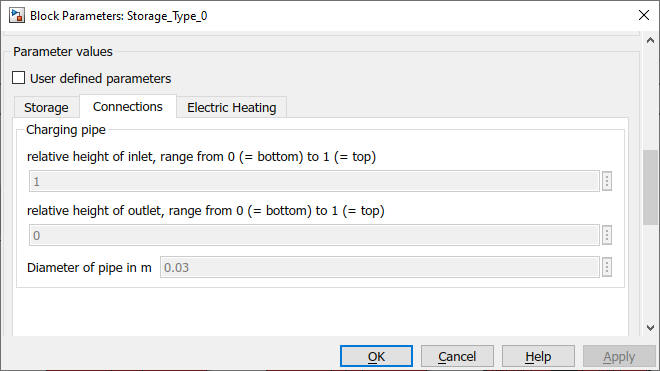 Block Parameters: Storage_Type_0
Parameter values
User defined parameters
Storage Connections Electric Heating
Charging pipe
relative height of inlet, range from 0 (= bottom) to 1 (= top)
1
relative height of outlet, range from 0 (= bottom) to 1 (= top)
0
Diameter of pipe in m 0.03
OK Cancel Help Apply